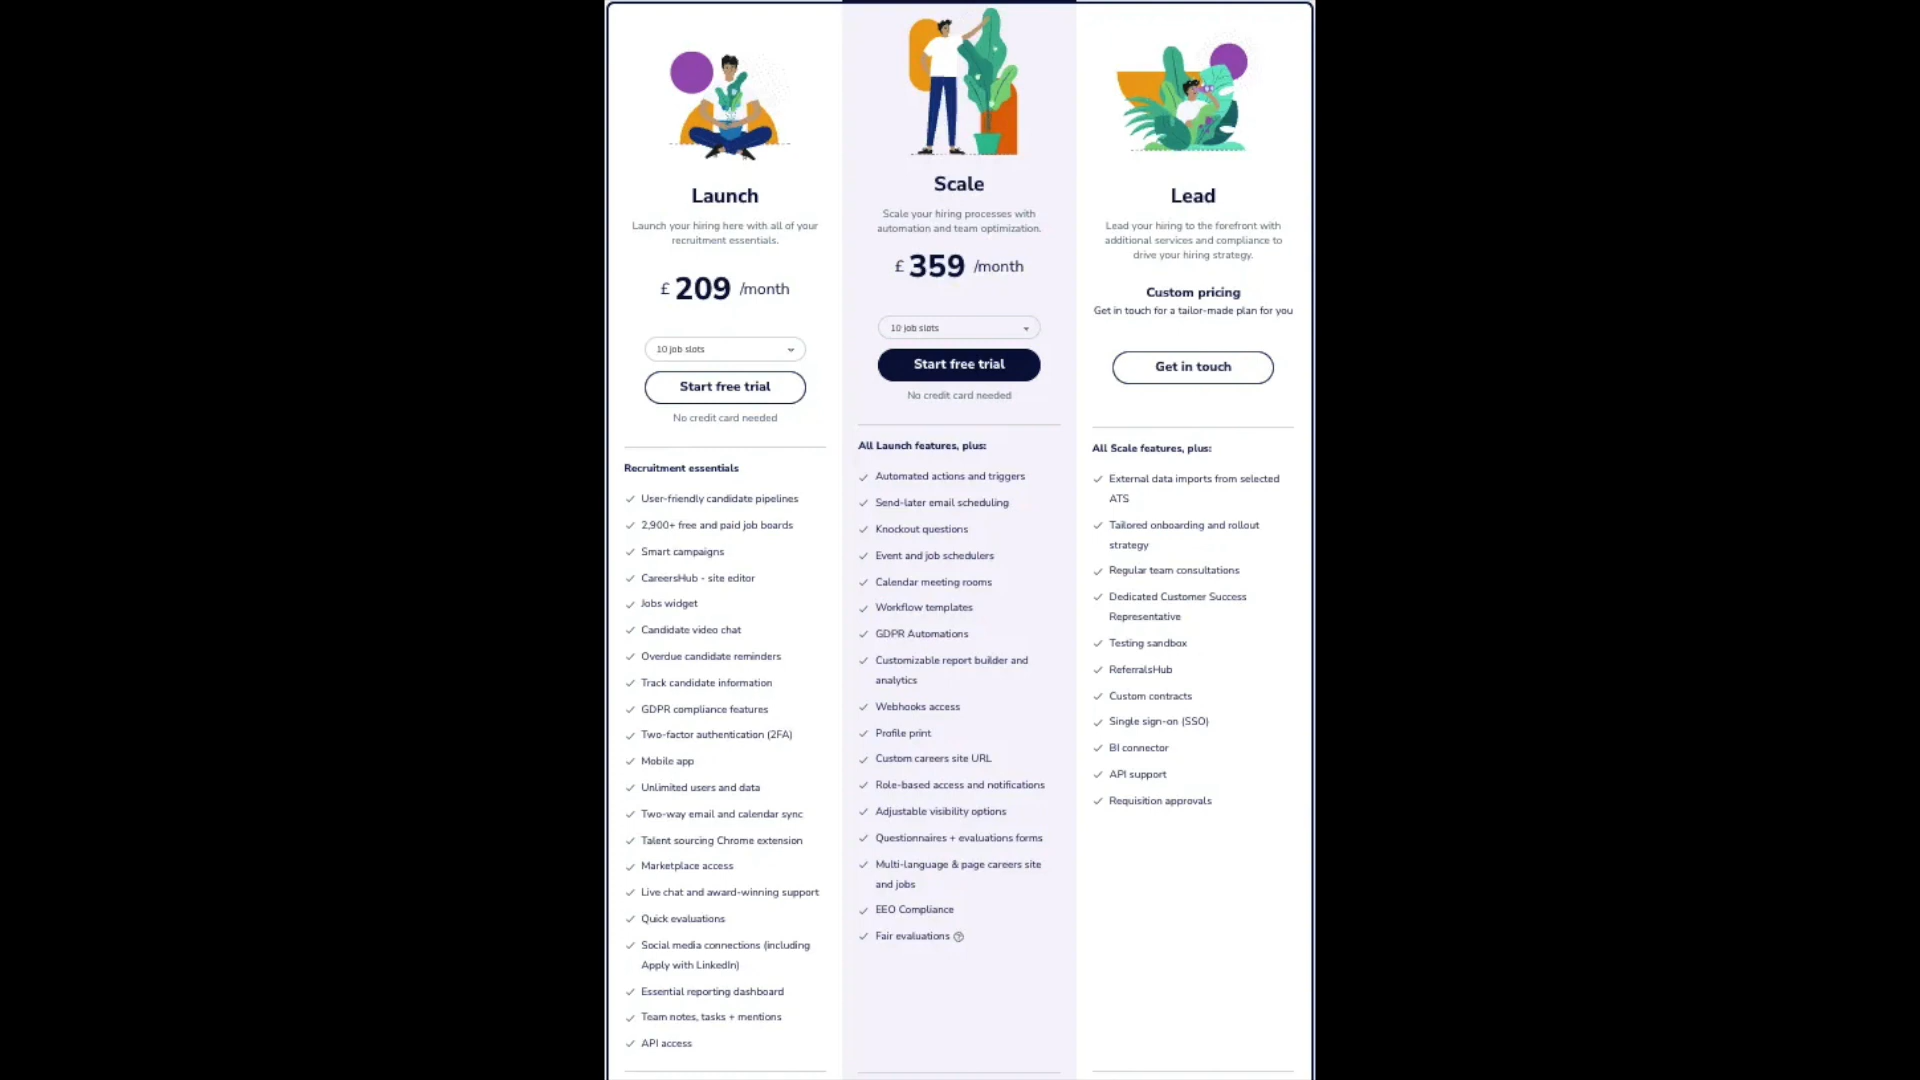 Launch
Launch your hiring here with all of your
recruitment essentials.
£ 209 /month
10 job slots
Start free trial
No credit card needed
Recruitment essentials
User-friendly candidate pipelines
2,900+ free and paid job boards
Smart campaigns
CareersHub - site editor
Jobs widget
Candidate video chat
Overdue candidate reminders
Track candidate information
GDPR compliance features
Two-factor authentication (2FA)
Mobile app
Unlimited users and data
Two-way email and calendar sync
Talent sourcing Chrome extension
Marketplace access
Live chat and award-winning support
Quick evaluations
Social media connections (including
Apply with LinkedIn)
Essential reporting dashboard
Team notes, tasks + mentions
API access
Scale
Scale your hiring processes with
automation and team optimization.
£ 359 /month
10 job slots
Start free trial
No credit card needed
All Launch features, plus:
Automated actions and triggers
Send-later email scheduling
Knockout questions
Event and job schedulers
Calendar meeting rooms
Workflow templates
GDPR Automations
Customizable report builder and
analytics
Webhooks access
Profile print
Custom careers site URL
Role-based access and notifications
Adjustable visibility options
Questionnaires + evaluations forms
Multi-language & page careers site
and jobs
EEO Compliance
Fair evaluations
Lead
Lead your hiring to the forefront with
additional services and compliance to
drive your hiring strategy.
Custom pricing
Get in touch for a tailor-made plan for you
Get in touch
All Scale features, plus:
External data imports from selected
ATS
Tailored onboarding and rollout
strategy
Regular team consultations
Dedicated Customer Success
Representative
Testing sandbox
ReferralsHub
Custom contracts
Single sign-on (SSO)
BI connector
API support
Requisition approvals